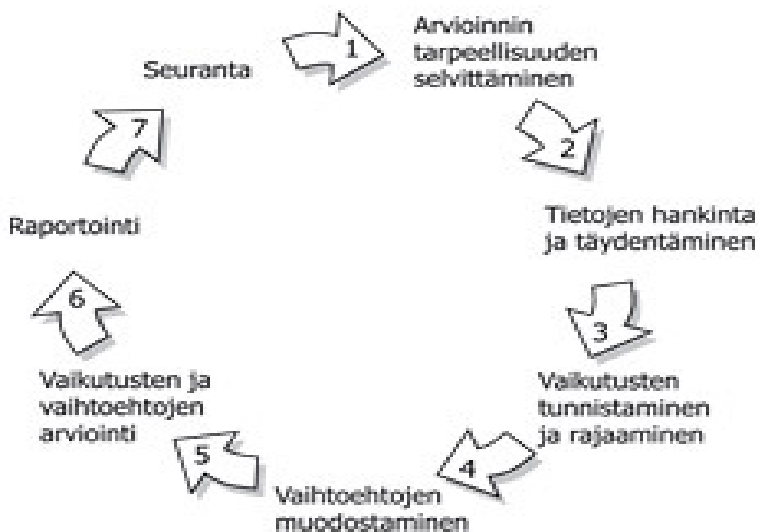 1
Arvioinnin
tarpeellisuuden
selvittäminen
2
Tietojen hankinta
ja täydentäminen
3
Vaikutusten
tunnistaminen
ja rajaaminen
4
Vaihtoehtojen
muodostaminen
5
Vaikutusten ja
vaihtoehtojen
arviointi
6
Raportointi
7
Seuranta